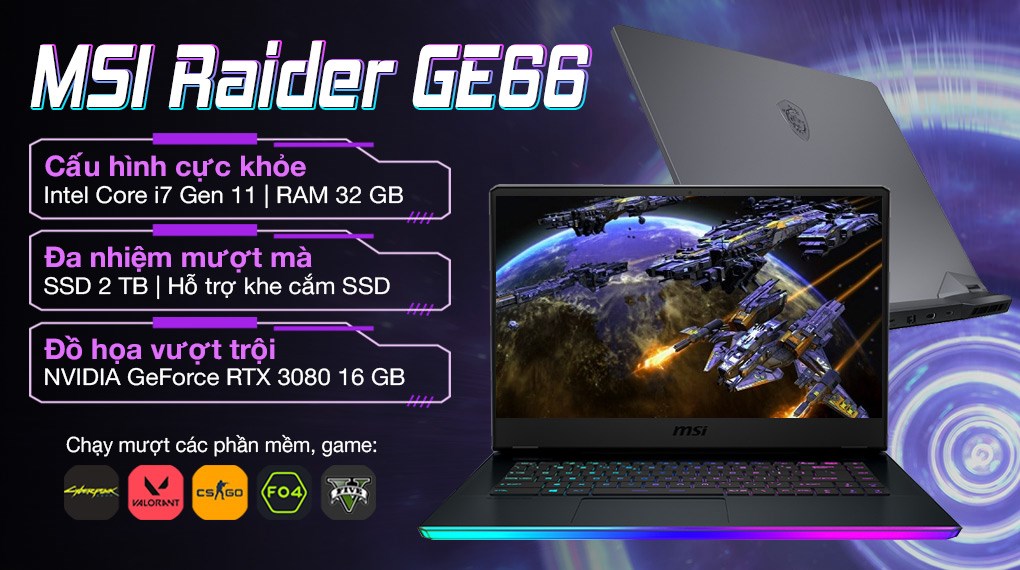 MSI Raider GE66
Cấu hình cực khỏe
Intel Core i7 Gen 11 | RAM 32 GB
Đa nhiệm mượt mà
SSD 2 TB | Hỗ trợ khe cắm SSD
Đồ họa vượt trội
NVIDIA GeForce RTX 3080 16 GB
Chạy mượt các phần mềm, game:
CYBERPUNK
VALORANT
CS GO
FO4
V
FIVE
msi